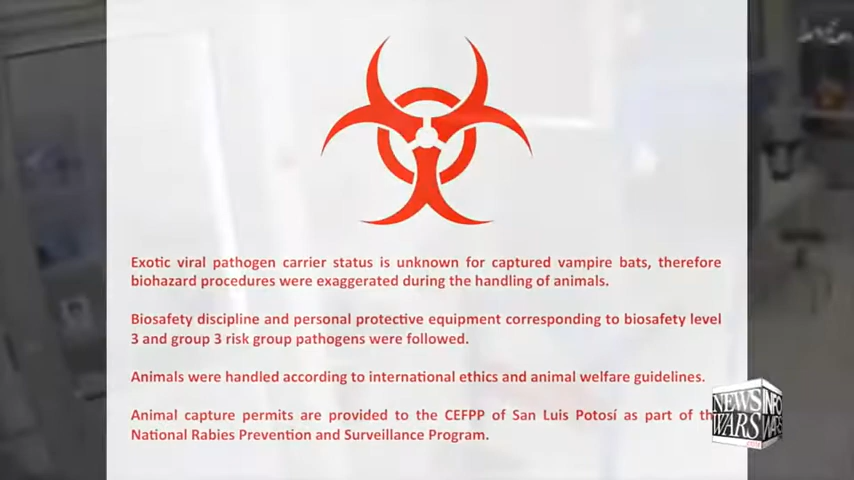 Exotic viral pathogen carrier status is unknown for captured vampire bats, therefore
biohazard procedures were exaggerated during the handling of animals.
Biosafety discipline and personal protective equipment corresponding to biosafety level
3 and group 3 risk group pathogens were followed.
Animals were handled according to international ethics and animal welfare guidelines.
Animal capture permits are provided to the CEFPP of San Luis Potosí as part of th
National Rabies Prevention and Surveillance Program.
NEWS INFO
WARS WARS
.COM